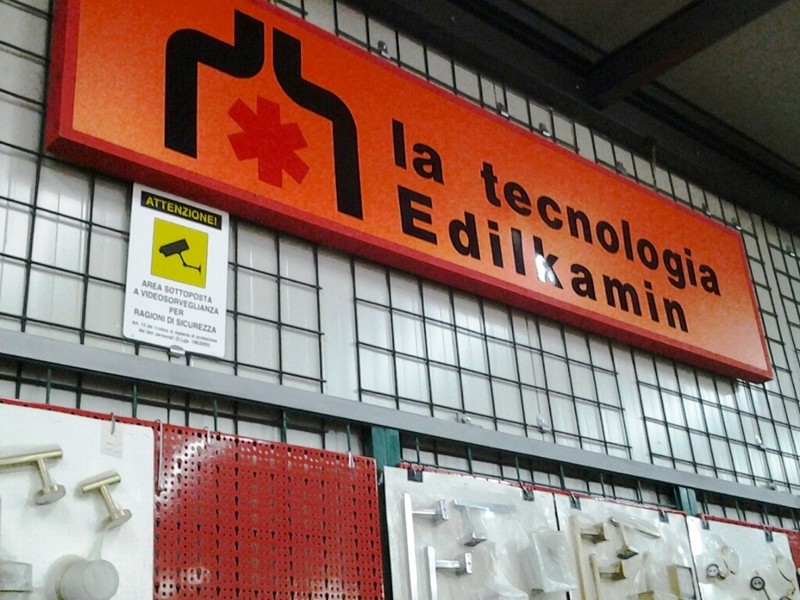 la tecnologia
Edilkamin
ATTENZIONE!
AREA SOTTOPOSTA
A VIDEOSORVEGLIANZA
PER
RAGIONI DI SICUREZZA